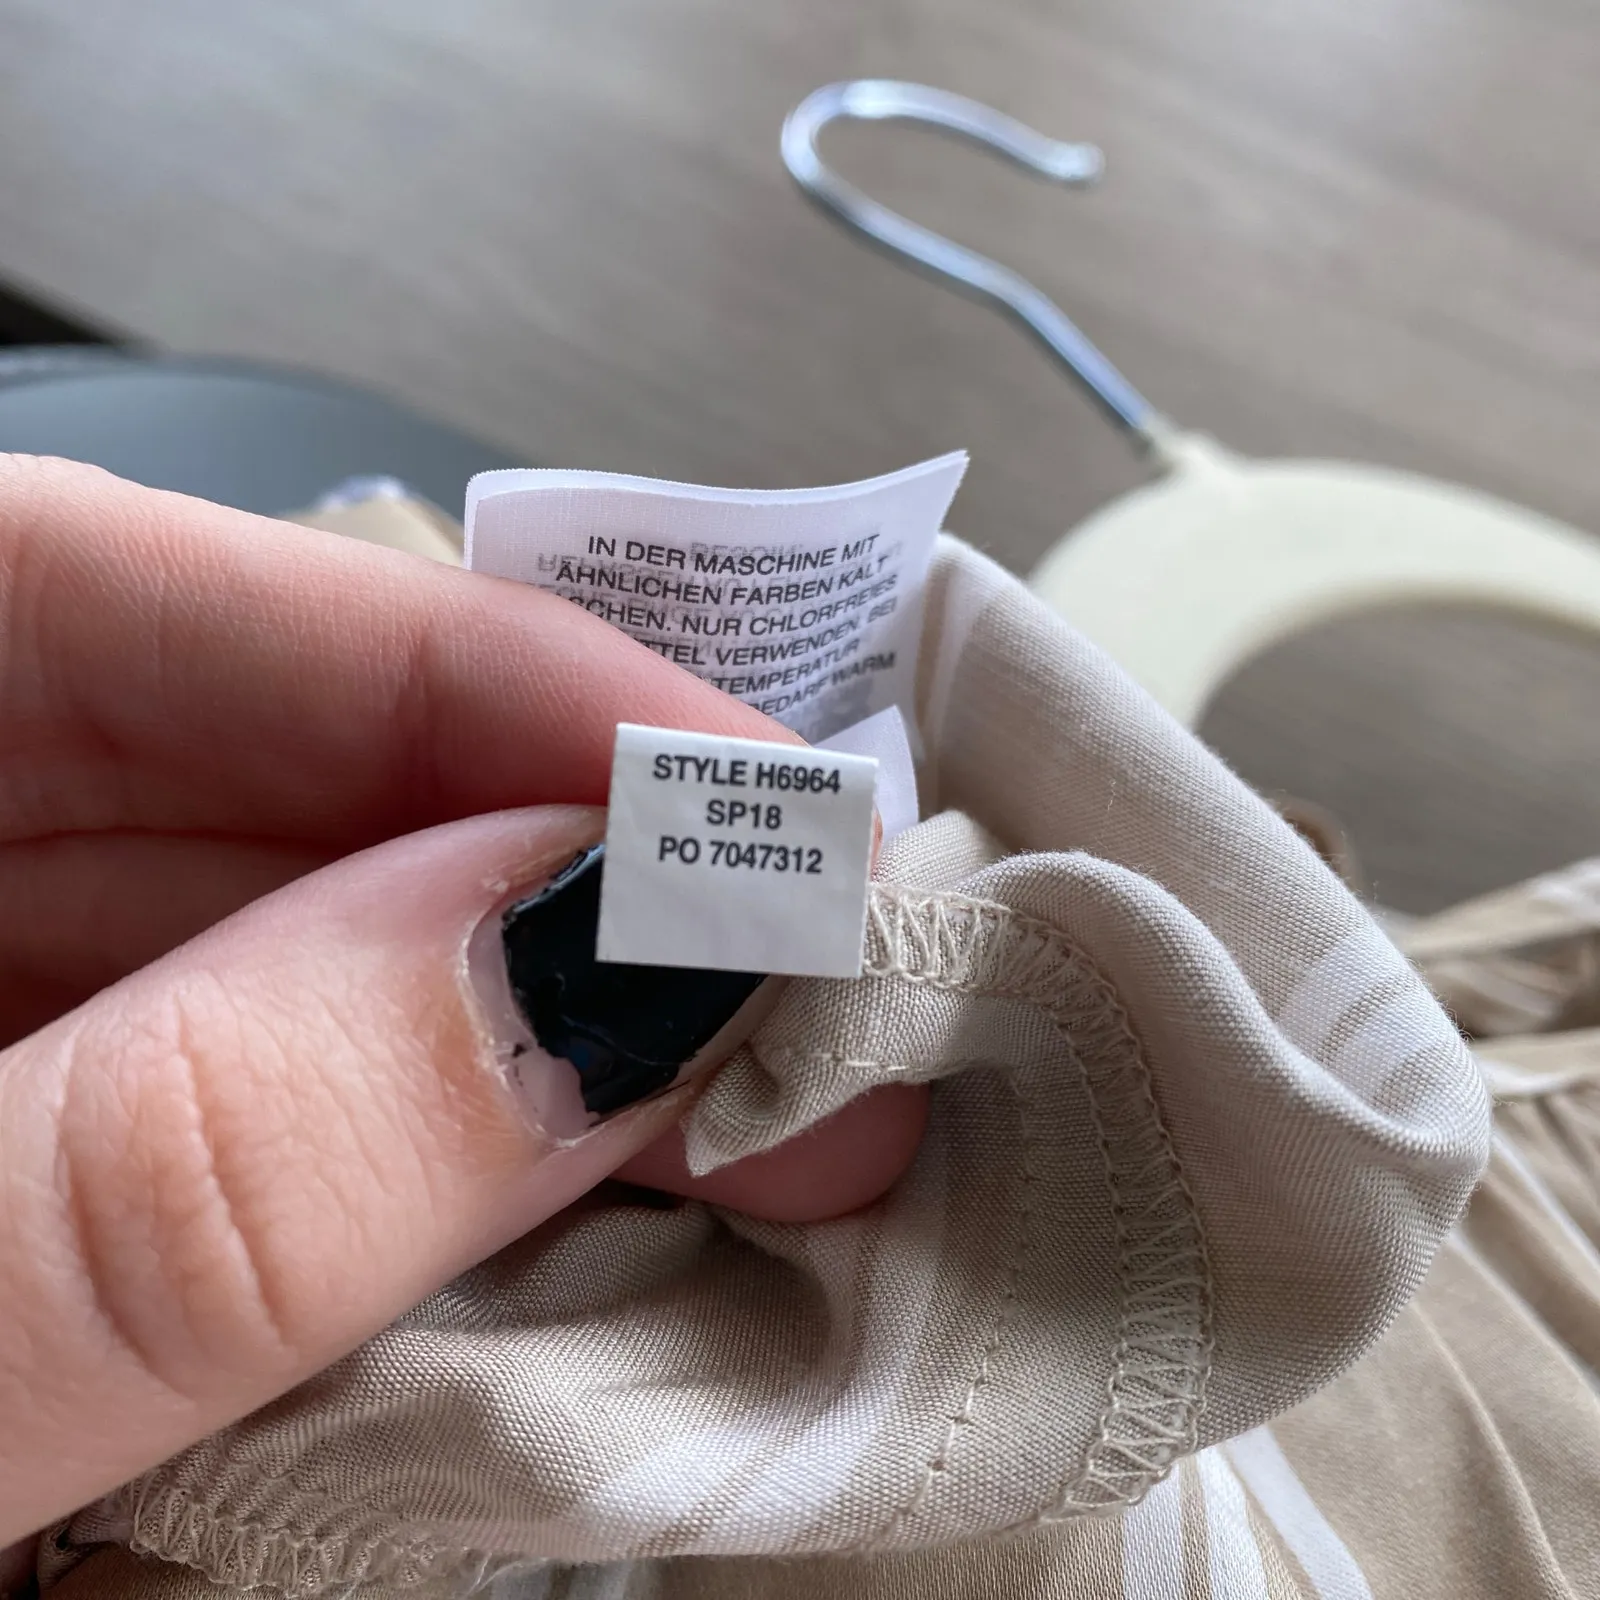 IN DER MASCHINE MIT
ÄHNLICHEN FARBEN KALT
SCHEN. NUR CHLORFREIES
TTEL VERWENDEN. BEI
TEMPERATUR
BEDARF WARM
STYLE H6964
SP18
PO 7047312